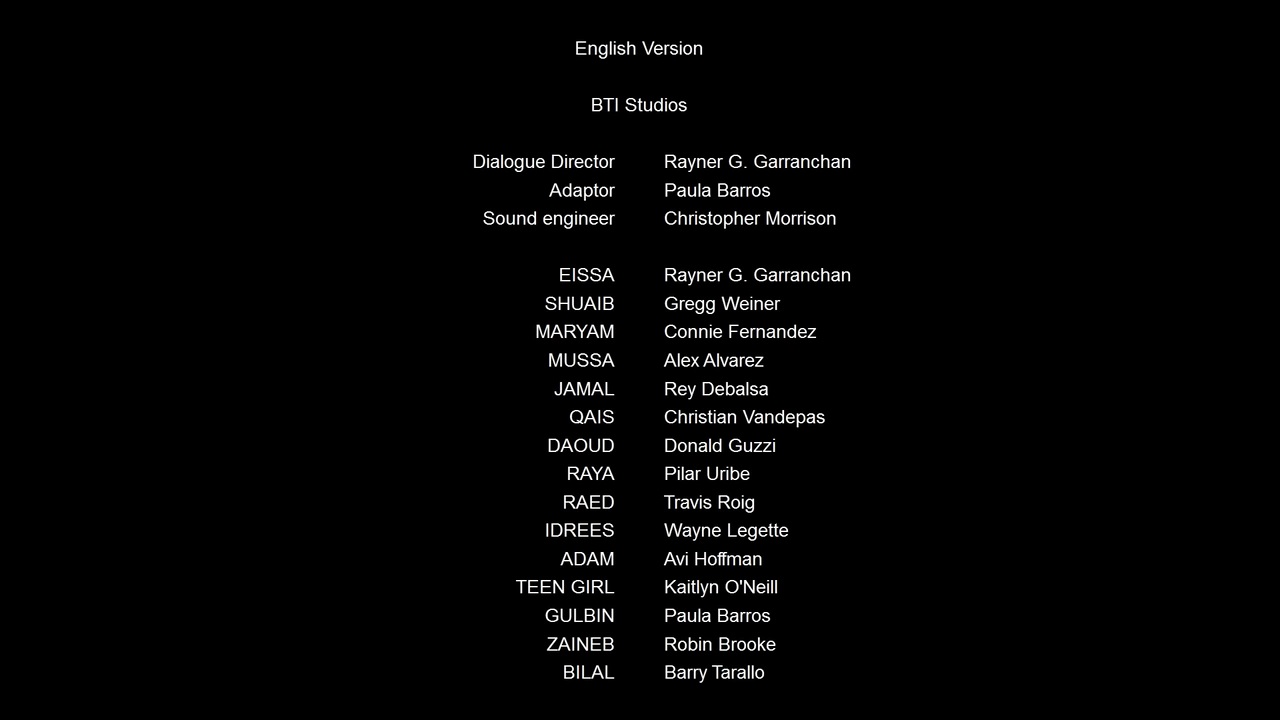 English Version
BTI Studios
Dialogue Director Rayner G. Garranchan
Adaptor Paula Barros
Sound engineer Christopher Morrison
EISSA Rayner G. Garranchan
SHUAIB Gregg Weiner
MARYAM Connie Fernandez
MUSSA Alex Alvarez
JAMAL Rey Debalsa
QAIS Christian Vandepas
DAOUD Donald Guzzi
RAYA Pilar Uribe
RAED Travis Roig
IDREES Wayne Legette
ADAM Avi Hoffman
TEEN GIRL Kaitlyn O'Neill
GULBIN Paula Barros
ZAINEB Robin Brooke
BILAL Barry Tarallo